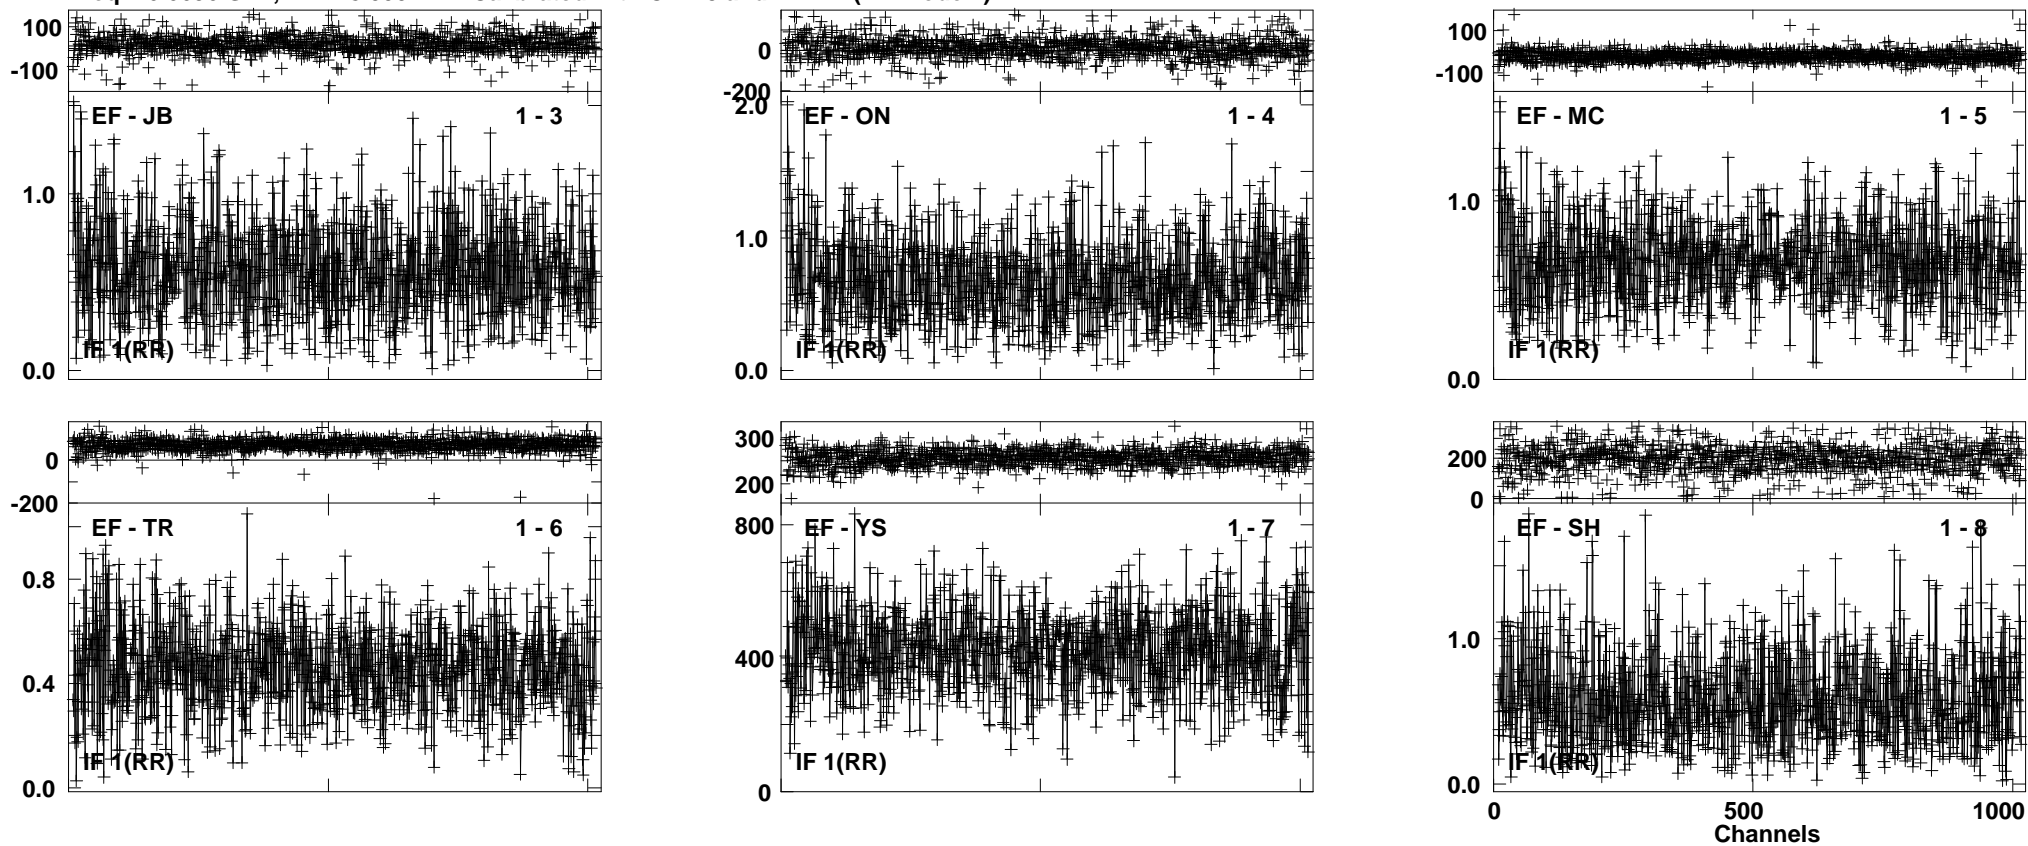 100
-100
EF - JB 1 - 3
1.0
IF 1(RR)
0.0
0
-200
2.0
EF - ON 1 - 4
1.0
IF 1(RR)
0.0
100
-100
EF - MC 1 - 5
1.0
IF 1(RR)
0.0
0
-200
EF - TR 1 - 6
0.8
0.4
IF 1(RR)
0.0
300
200
800
EF - YS 1 - 7
400
IF 1(RR)
0
200
0
EF - SH 1 - 8
1.0
IF 1(RR)
0.0
0 500 1000
Channels